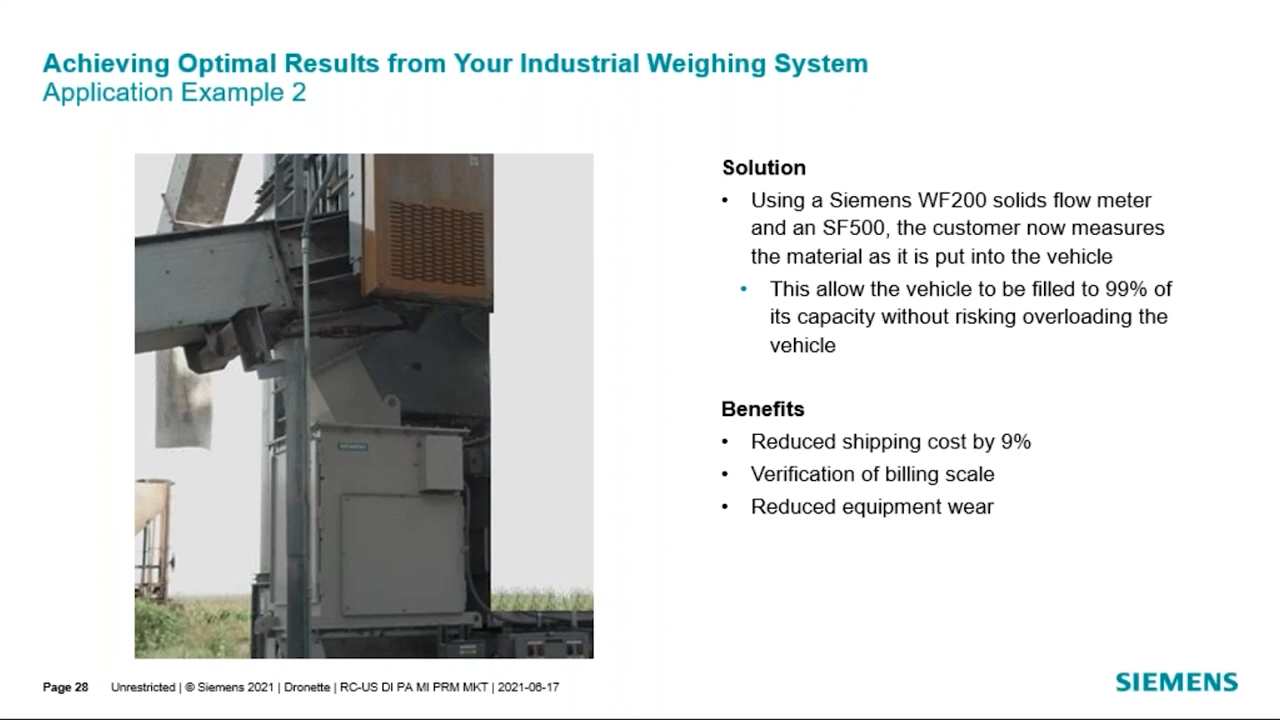 Achieving Optimal Results from Your Industrial Weighing System
Application Example 2
SIEMENS
Solution
• Using a Siemens WF200 solids flow meter
and an SF500, the customer now measures
the material as it is put into the vehicle
• This allow the vehicle to be filled to 99% of
its capacity without risking overloading the
vehicle
Benefits
• Reduced shipping cost by 9%
• Verification of billing scale
• Reduced equipment wear
Page 28 Unrestricted | © Siemens 2021 | Dronette | RC-US DI PA MI PRM MKT | 2021-06-17
SIEMENS